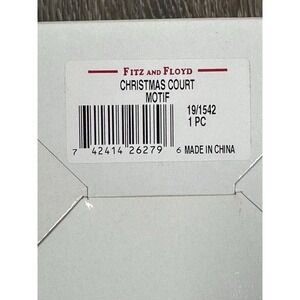 FITZ AND FLOYD
CHRISTMAS COURT
MOTIF
19/1542
1 PC
7 42414 26279 6 MADE IN CHINA